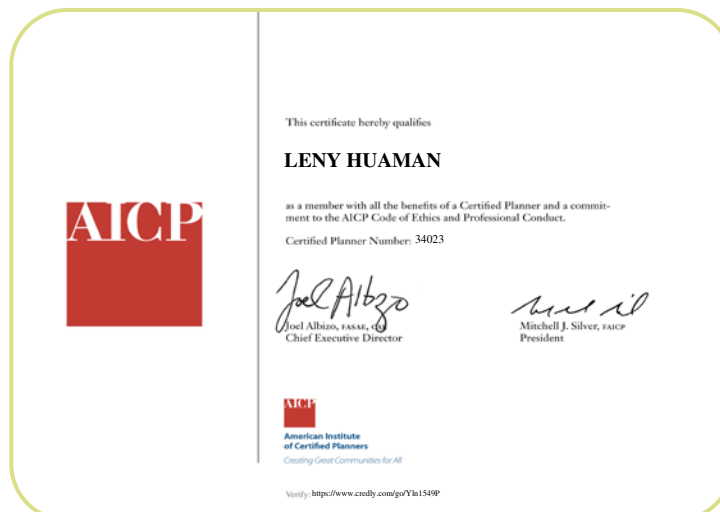 This certificate hereby qualifies
LENY HUAMAN
AICP
as a member with all the benefits of a Certified Planner and a commit-
ment to the AICP Code of Ethics and Professional Conduct.
Certified Planner Number: 34023
Joel Albizo
Joel Albizo, FASAE, CAE
Chief Executive Director
Mitchell J. Silver, FAICP
President
AICP
American Institute
of Certified Planners
Creating Great Communities for All
Verify: https://www.credly.com/go/YIn1549P